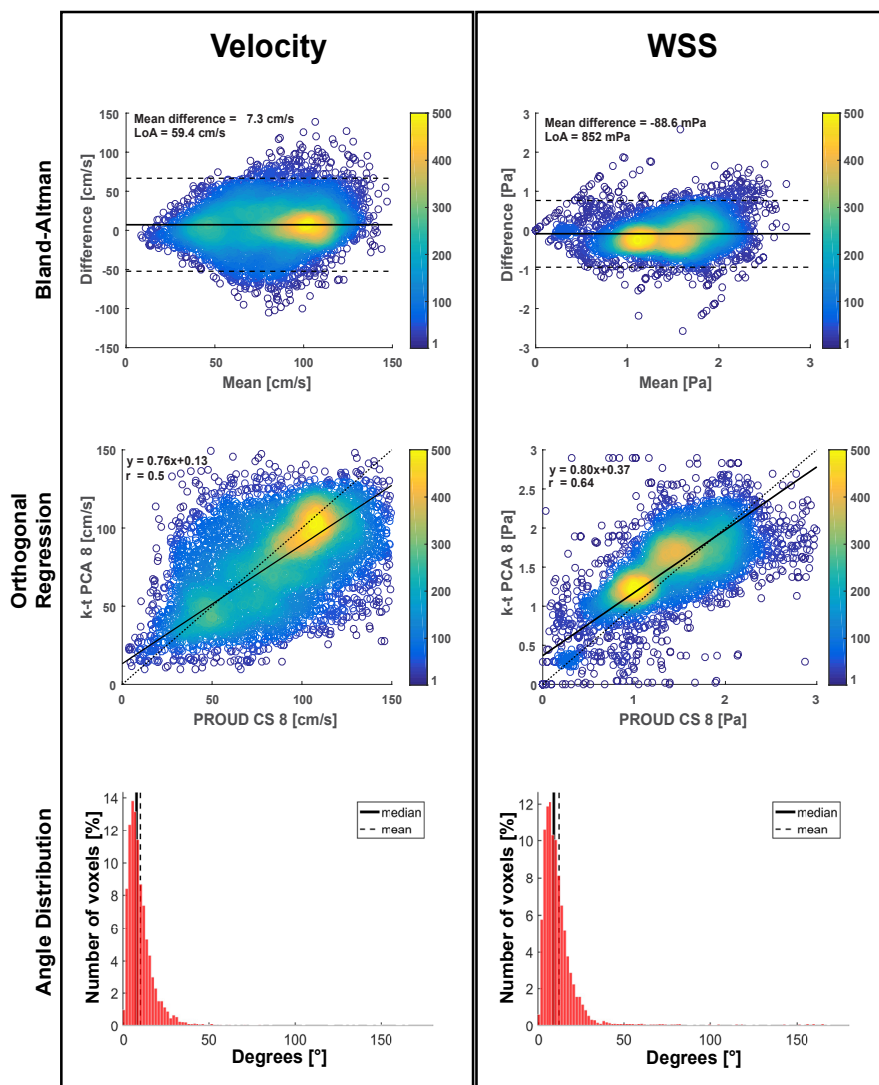 Velocity
WSS
Bland-Altman
Mean difference = 7.3 cm/s
LoA = 59.4 cm/s
Difference [cm/s]
150
100
50
0
-50
-100
-150
50
100
150
Mean [cm/s]
500
400
300
200
100
1
Mean difference = -88.6 mPa
LoA = 852 mPa
Difference [Pa]
3
2
1
0
-1
-2
-3
0
1
2
3
Mean [Pa]
500
400
300
200
100
1
Orthogonal
Regression
y = 0.76x+0.13
r = 0.5
k-t PCA 8 [cm/s]
150
100
50
0
0
50
100
150
PROUD CS 8 [cm/s]
500
400
300
200
100
1
y = 0.80x+0.37
r = 0.64
k-t PCA 8 [Pa]
3
2.5
2
1.5
1
0.5
0
0
1
2
3
PROUD CS 8 [Pa]
500
400
300
200
100
1
Angle Distribution
Number of voxels [%]
14
12
10
8
6
4
2
0
0
50
100
150
Degrees [°]
median
mean
Number of voxels [%]
12
10
8
6
4
2
0
0
50
100
150
Degrees [°]
median
mean